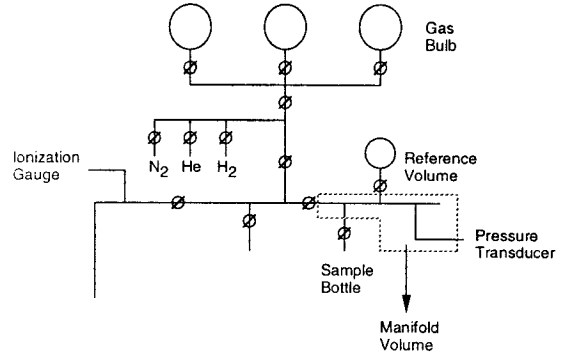 Gas
Bulb
Ionization
Gauge
N2
He
H2
Reference
Volume
Pressure
Transducer
Sample
Bottle
Manifold
Volume